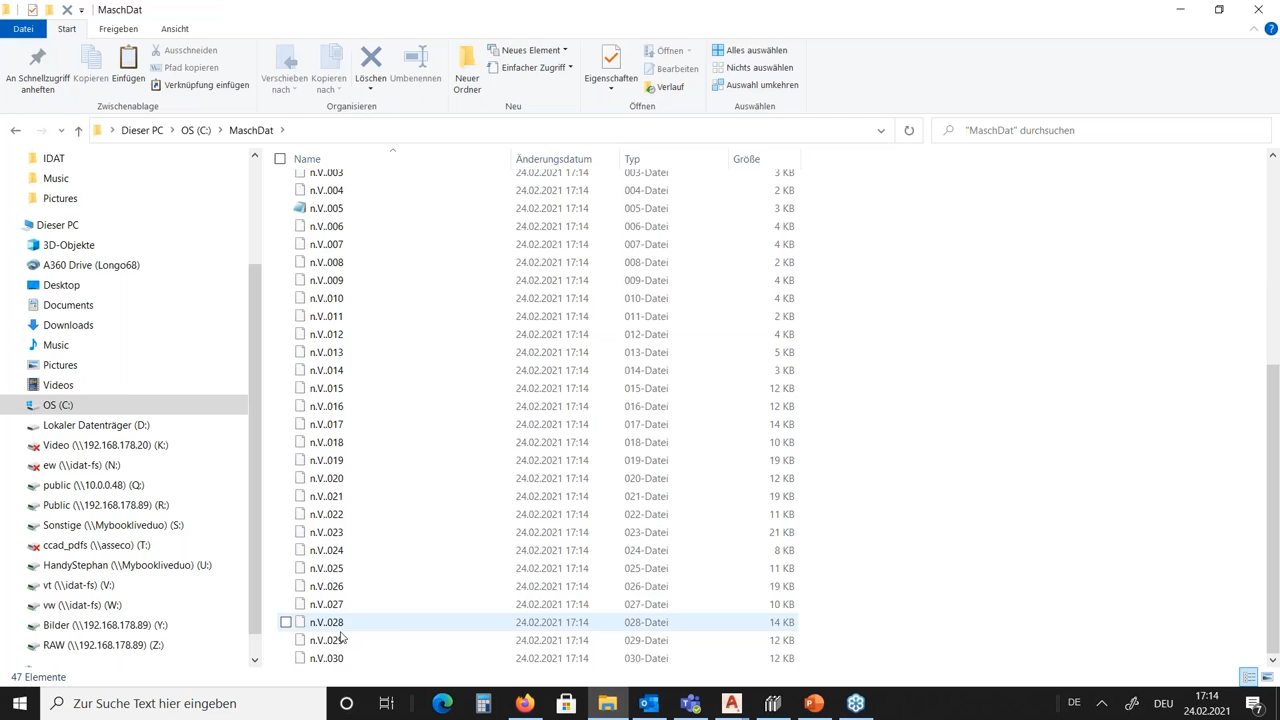 MaschDat
Datei Start Freigeben Ansicht
An Schnellzugriff anheften
Kopieren
Einfügen
Ausschneiden
Pfad kopieren
Verknüpfung einfügen
Zwischenablage
Verschieben nach
Kopieren nach
Löschen
Umbenennen
Organisieren
Neuer Ordner
Neues Element
Einfacher Zugriff
Neu
Eigenschaften
Öffnen
Bearbeiten
Verlauf
Öffnen
Alles auswählen
Nichts auswählen
Auswahl umkehren
Auswählen
Dieser PC > OS (C:) > MaschDat >
"MaschDat" durchsuchen
IDAT
Music
Pictures
Dieser PC
3D-Objekte
A360 Drive (Longo68)
Desktop
Documents
Downloads
Music
Pictures
Videos
OS (C:)
Lokaler Datenträger (D:)
Video (\\192.168.178.20) (K:)
ew (\\idat-fs) (N:)
public (\\10.0.0.48) (Q:)
Public (\\192.168.178.89) (R:)
Sonstige (\\Mybookliveduo) (S:)
ccad_pdfs (\\asseco) (T:)
HandyStephan (\\Mybookliveduo) (U:)
vt (\\idat-fs) (V:)
vw (\\idat-fs) (W:)
Bilder (\\192.168.178.89) (Y:)
RAW (\\192.168.178.89) (Z:)
Name Änderungsdatum Typ Größe
n.V..003 24.02.2021 17:14 003-Datei 3 KB
n.V..004 24.02.2021 17:14 004-Datei 2 KB
n.V..005 24.02.2021 17:14 005-Datei 3 KB
n.V..006 24.02.2021 17:14 006-Datei 4 KB
n.V..007 24.02.2021 17:14 007-Datei 4 KB
n.V..008 24.02.2021 17:14 008-Datei 2 KB
n.V..009 24.02.2021 17:14 009-Datei 4 KB
n.V..010 24.02.2021 17:14 010-Datei 4 KB
n.V..011 24.02.2021 17:14 011-Datei 2 KB
n.V..012 24.02.2021 17:14 012-Datei 4 KB
n.V..013 24.02.2021 17:14 013-Datei 5 KB
n.V..014 24.02.2021 17:14 014-Datei 3 KB
n.V..015 24.02.2021 17:14 015-Datei 12 KB
n.V..016 24.02.2021 17:14 016-Datei 12 KB
n.V..017 24.02.2021 17:14 017-Datei 14 KB
n.V..018 24.02.2021 17:14 018-Datei 10 KB
n.V..019 24.02.2021 17:14 019-Datei 19 KB
n.V..020 24.02.2021 17:14 020-Datei 12 KB
n.V..021 24.02.2021 17:14 021-Datei 19 KB
n.V..022 24.02.2021 17:14 022-Datei 11 KB
n.V..023 24.02.2021 17:14 023-Datei 21 KB
n.V..024 24.02.2021 17:14 024-Datei 8 KB
n.V..025 24.02.2021 17:14 025-Datei 11 KB
n.V..026 24.02.2021 17:14 026-Datei 19 KB
n.V..027 24.02.2021 17:14 027-Datei 10 KB
n.V..028 24.02.2021 17:14 028-Datei 14 KB
n.V..029 24.02.2021 17:14 029-Datei 12 KB
n.V..030 24.02.2021 17:14 030-Datei 12 KB
47 Elemente
Zur Suche Text hier eingeben
DE
DEU
17:14
24.02.2021
7